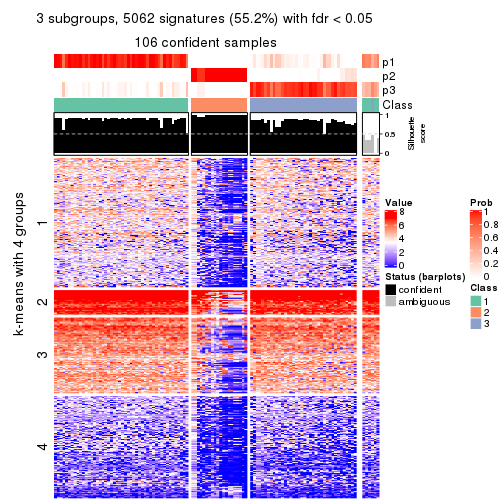 3 subgroups, 5062 signatures (55.2%) with fdr < 0.05
106 confident samples
p1
p2
p3
Class
1
0.5
0
Silhouette
score
k-means with 4 groups
1
2
3
4
Value
8
6
4
2
0
Status (barplots)
confident
ambiguous
Prob
1
0.8
0.6
0.4
0.2
0
Class
1
2
3